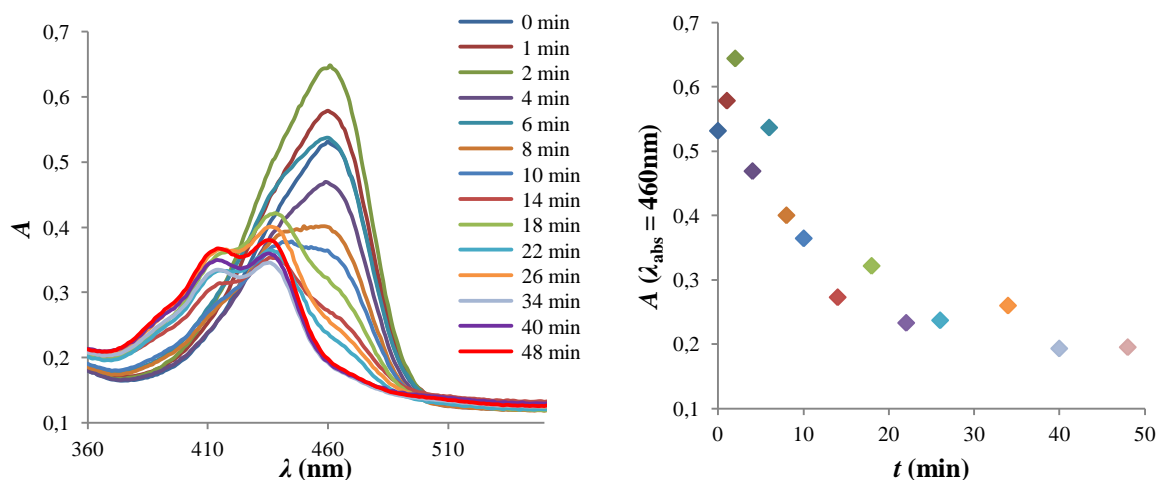 0,7
0,6
0,5
0,4
0,3
0,2
0,1
A
360
410
460
510
λ (nm)
0 min
1 min
2 min
4 min
6 min
8 min
10 min
14 min
18 min
22 min
26 min
34 min
40 min
48 min
0,7
0,6
0,5
0,4
0,3
0,2
0,1
A (λabs = 460nm)
0
10
20
30
40
50
t (min)